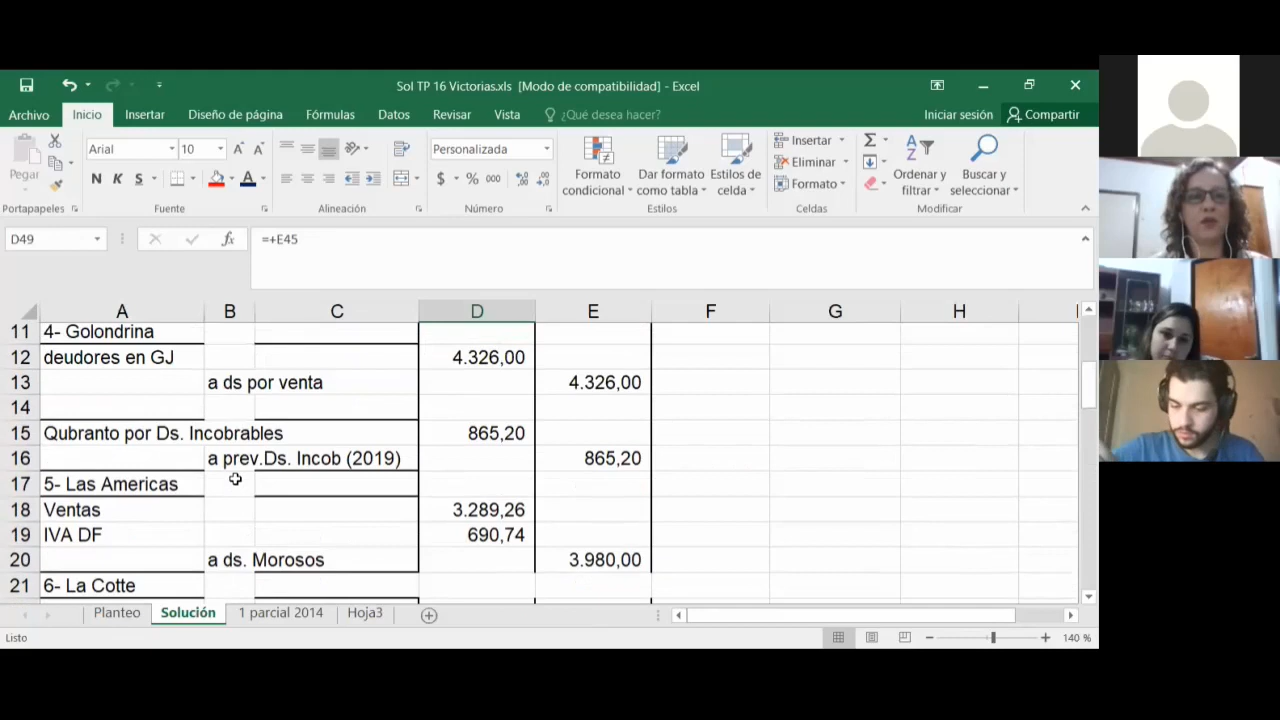 Sol TP 16 Victorias.xls [Modo de compatibilidad] - Excel
Archivo Inicio Insertar Diseño de página Fórmulas Datos Revisar Vista ¿Qué desea hacer? Iniciar sesión Compartir
Pegar
Portapapeles
Arial 10
N K S
Fuente
Alineación
Personalizada
$ % 000
Número
Formato condicional
Dar formato como tabla
Estilos de celda
Estilos
Insertar
Eliminar
Formato
Celdas
Ordenar y filtrar
Buscar y seleccionar
Modificar
D49 fx =+E45
A B C D E F G H
11 4- Golondrina
12 deudores en GJ 4.326,00
13 a ds por venta 4.326,00
14
15 Qubranto por Ds. Incobrables 865,20
16 a prev.Ds. Incob (2019) 865,20
17 5- Las Americas
18 Ventas 3.289,26
19 IVA DF 690,74
20 a ds. Morosos 3.980,00
21 6- La Cotte
Planteo Solución 1 parcial 2014 Hoja3
Listo 140 %